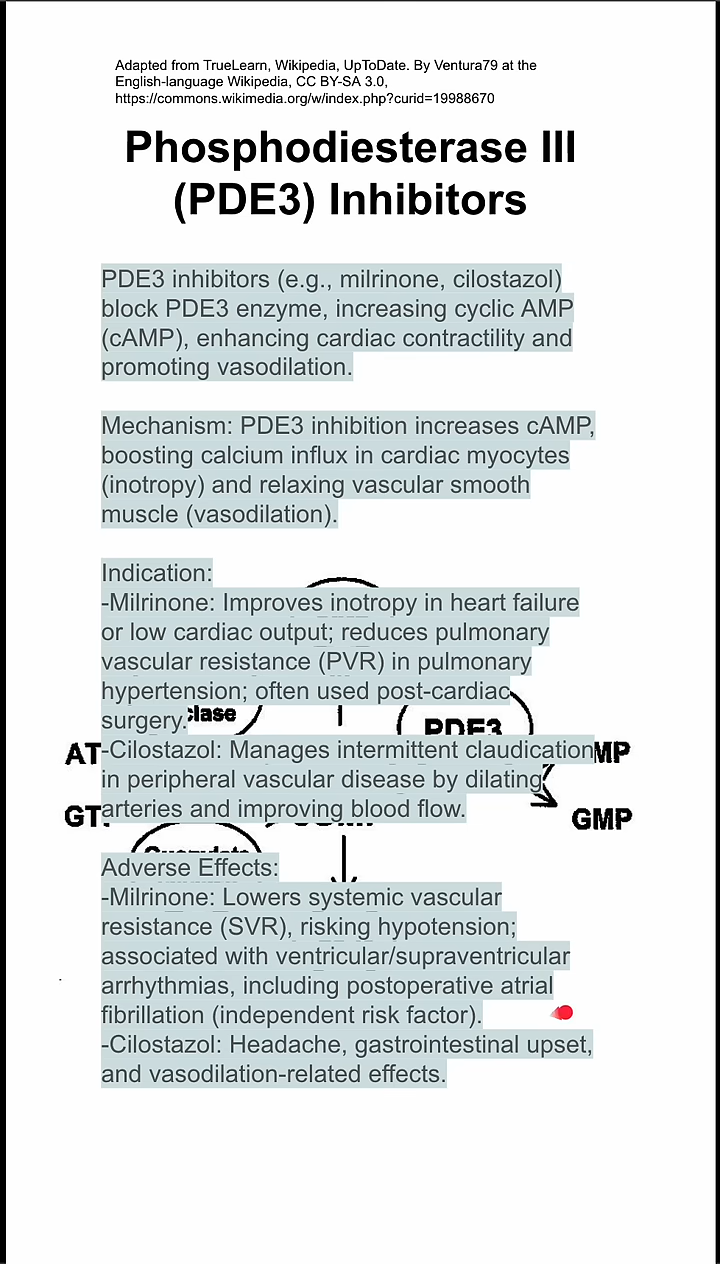 Adapted from TrueLearn, Wikipedia, UpToDate. By Ventura79 at the
English-language Wikipedia, CC BY-SA 3.0,
https://commons.wikimedia.org/w/index.php?curid=19988670
Phosphodiesterase III
(PDE3) Inhibitors
PDE3 inhibitors (e.g., milrinone, cilostazol)
block PDE3 enzyme, increasing cyclic AMP
(cAMP), enhancing cardiac contractility and
promoting vasodilation.
Mechanism: PDE3 inhibition increases cAMP,
boosting calcium influx in cardiac myocytes
(inotropy) and relaxing vascular smooth
muscle (vasodilation).
Indication:
-Milrinone: Improves inotropy in heart failure
or low cardiac output; reduces pulmonary
vascular resistance (PVR) in pulmonary
hypertension; often used post-cardiac
surgery.
PDE3
-Cilostazol: Manages intermittent claudication
in peripheral vascular disease by dilating
arteries and improving blood flow.
GMP
Adverse Effects:
-Milrinone: Lowers systemic vascular
resistance (SVR), risking hypotension;
associated with ventricular/supraventricular
arrhythmias, including postoperative atrial
fibrillation (independent risk factor).
-Cilostazol: Headache, gastrointestinal upset,
and vasodilation-related effects.